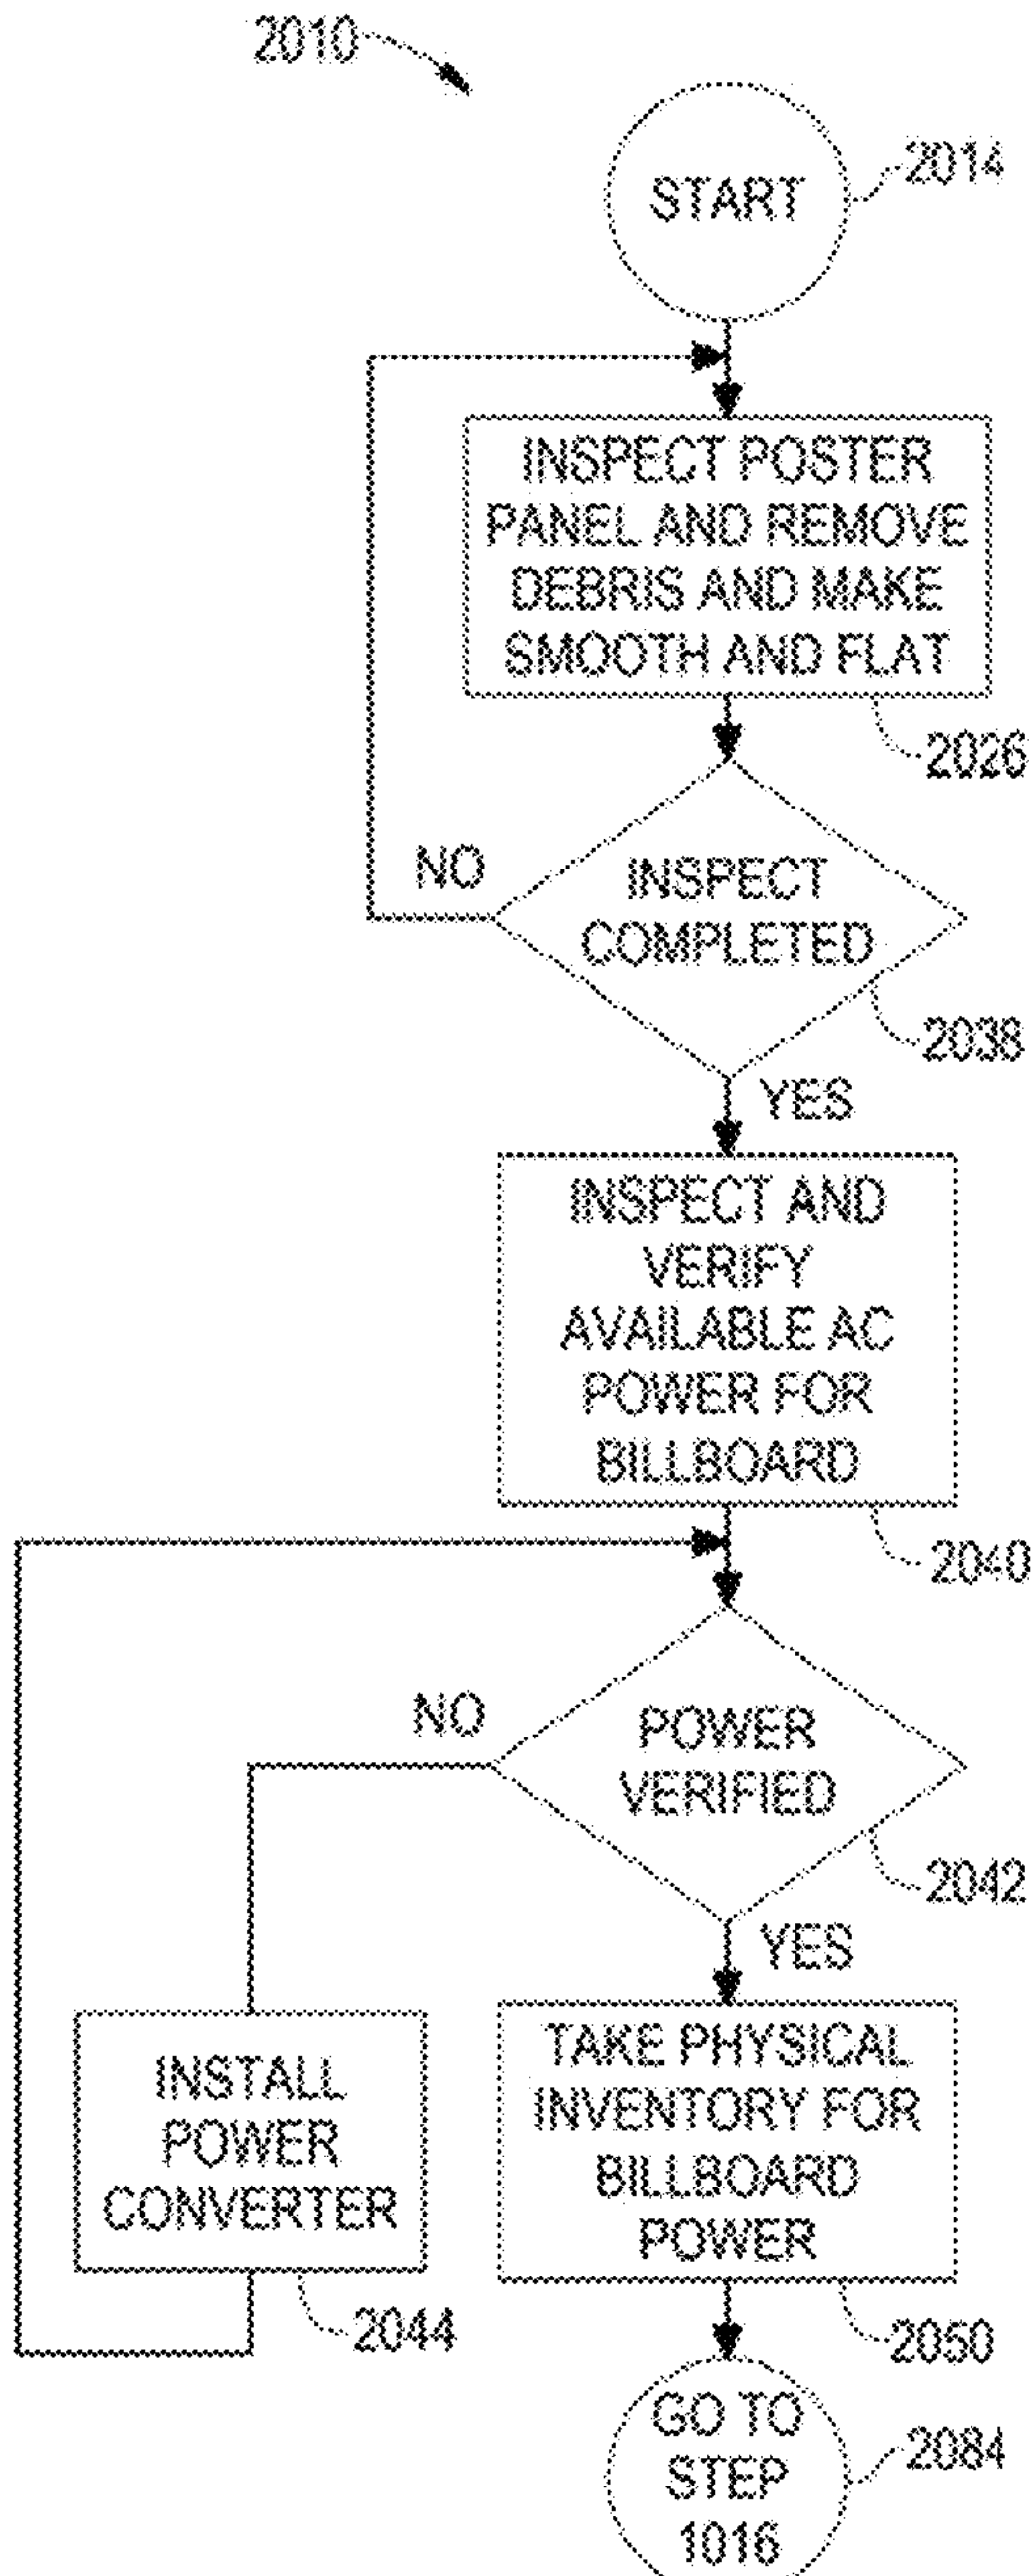 2010
START
2014
INSPECT POSTER
PANEL AND REMOVE
DEBRIS AND MAKE
SMOOTH AND FLAT
2026
NO
INSPECT
COMPLETED
2038
YES
INSPECT AND
VERIFY
AVAILABLE AC
POWER FOR
BILLBOARD
2040
NO
POWER
VERIFIED
2042
YES
INSTALL
POWER
CONVERTER
2044
TAKE PHYSICAL
INVENTORY FOR
BILLBOARD
POWER
2050
GO TO
STEP
1016
2084